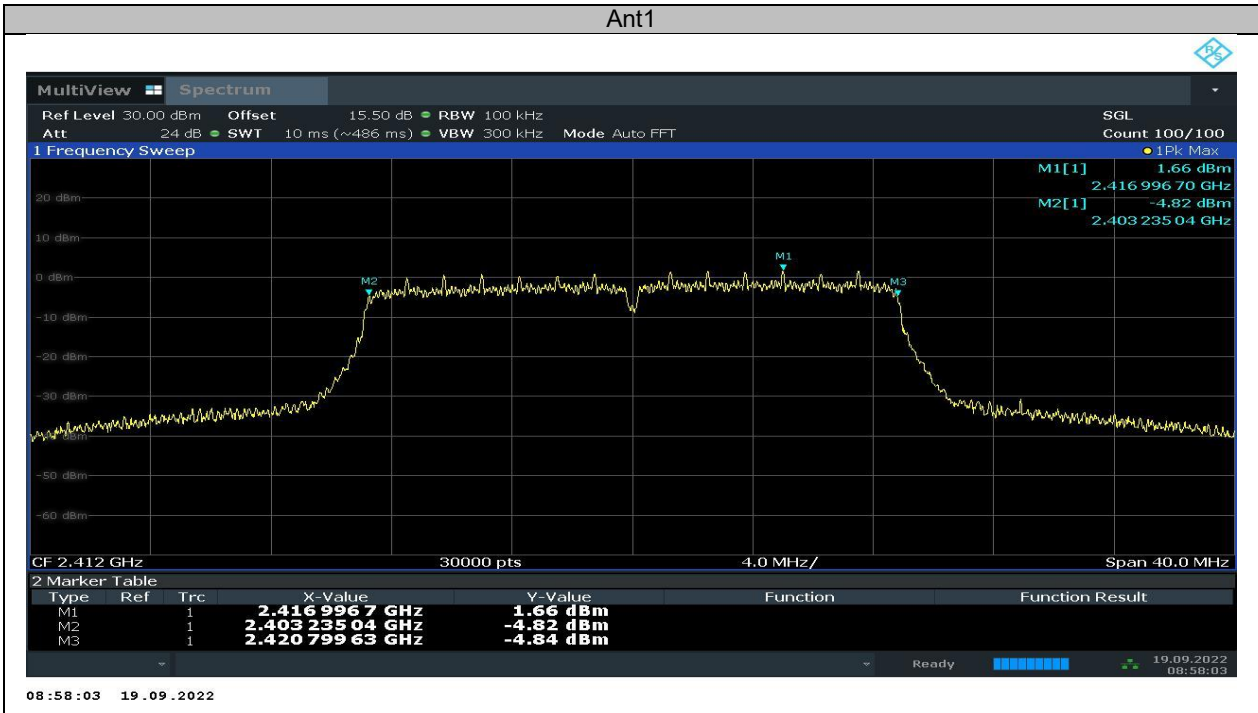 Ant1
R/S
MultiView Spectrum
Ref Level 30.00 dBm Offset 15.50 dB RBW 100 kHz SGL
Att 24 dB SWT 10 ms (~486 ms) VBW 300 kHz Mode Auto FFT Count 100/100
1 Frequency Sweep 1Pk Max
M1[1] 1.66 dBm
2.416 996 70 GHz
20 dBm
M2[1] -4.82 dBm
2.403 235 04 GHz
10 dBm
M1
0 dBm
M2 M3
-10 dBm
-20 dBm
-30 dBm
-50 dBm
-60 dBm
CF 2.412 GHz 30000 pts 4.0 MHz/ Span 40.0 MHz
2 Marker Table
Type Ref Trc X-Value Y-Value Function Function Result
M1 1 2.416 996 7 GHz 1.66 dBm
M2 1 2.403 235 04 GHz -4.82 dBm
M3 1 2.420 799 63 GHz -4.84 dBm
Ready 19.09.2022
08:58:03
08:58:03 19.09.2022